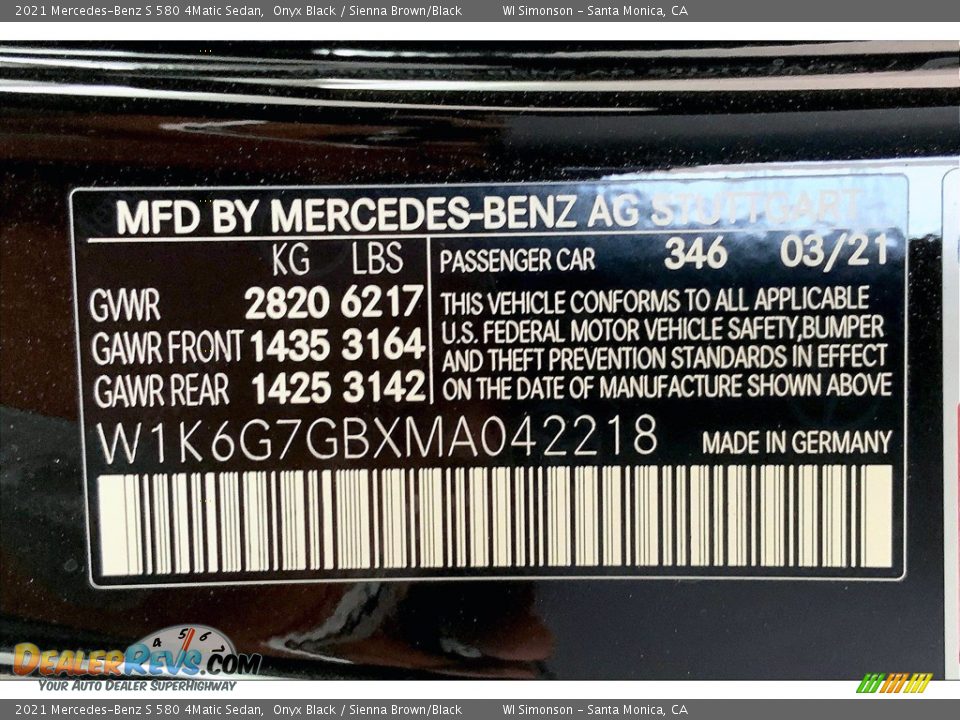 2021 Mercedes-Benz S 580 4Matic Sedan, Onyx Black / Sienna Brown/Black WI Simonson - Santa Monica, CA
MFD BY MERCEDES-BENZ AG STUTTGART
KG LBS
GVWR 2820 6217
GAWR FRONT 1435 3164
GAWR REAR 1425 3142
PASSENGER CAR 346 03/21
THIS VEHICLE CONFORMS TO ALL APPLICABLE
U.S. FEDERAL MOTOR VEHICLE SAFETY,BUMPER
AND THEFT PREVENTION STANDARDS IN EFFECT
ON THE DATE OF MANUFACTURE SHOWN ABOVE
W1K6G7GBXMA042218 MADE IN GERMANY
4 5 6
DEALERREVS.COM
YOUR AUTO DEALER SUPERHIGHWAY
2021 Mercedes-Benz S 580 4Matic Sedan, Onyx Black / Sienna Brown/Black WI Simonson - Santa Monica, CA